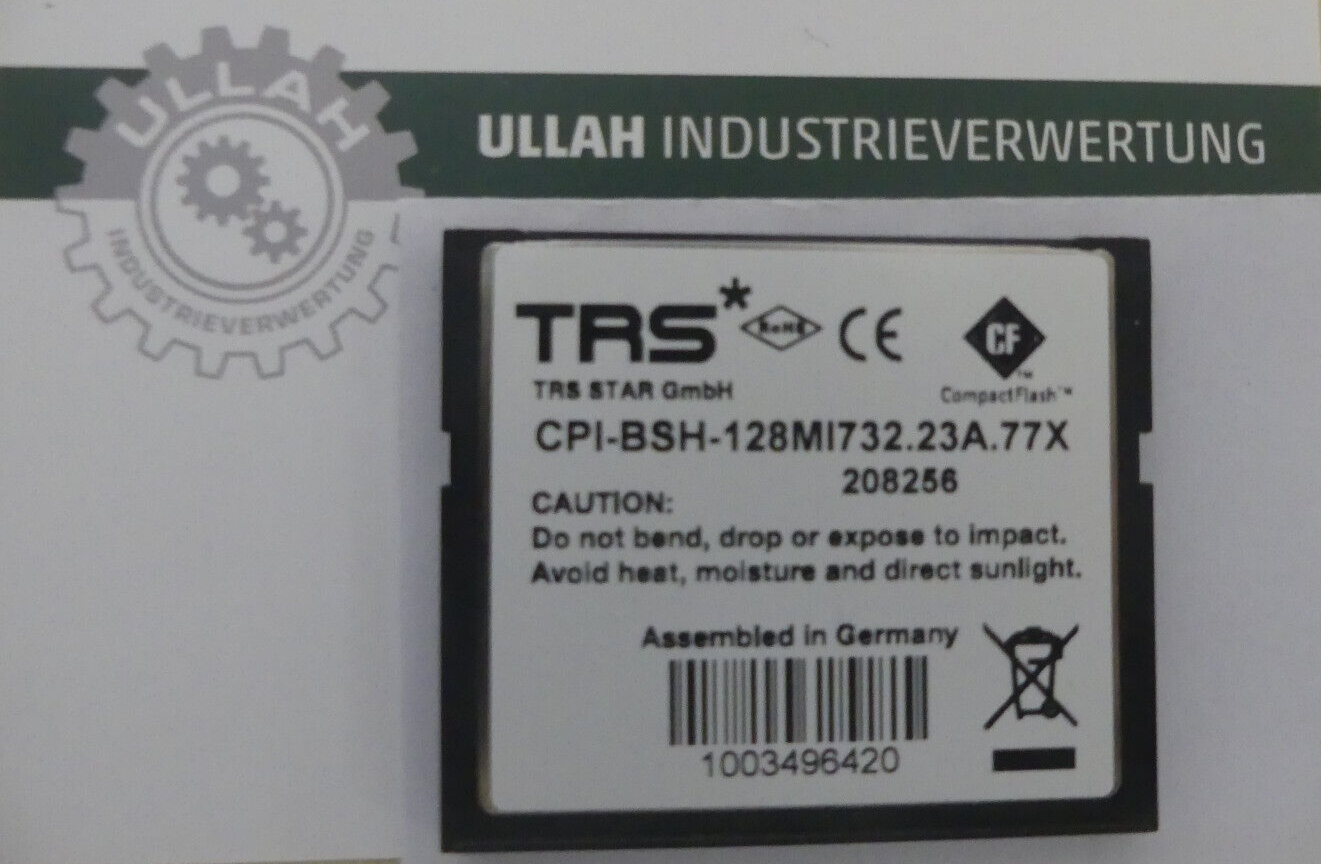 ULLAH
INDUSTRIEVERWERTUNG
ULLAH INDUSTRIEVERWERTUNG
TRS*
RoHS
CE
CF
TRS STAR GmbH
CompactFlash™
CPI-BSH-128MI732.23A.77X
208256
CAUTION:
Do not bend, drop or expose to impact.
Avoid heat, moisture and direct sunlight.
Assembled in Germany
1003496420